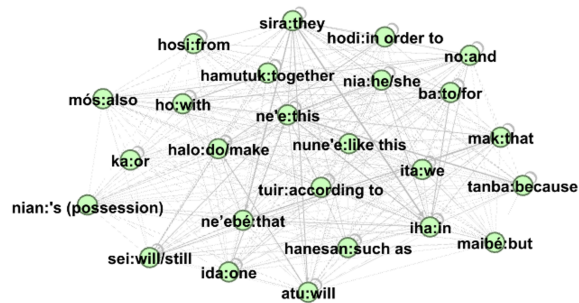 sira:they
hosi:from
hodi:in order to
no:and
hamutuk:together
nia:he/she
ba:to/for
mós:also
ho:with
ne'e:this
mak:that
ka:or
halo:do/make
nune'e:like this
ita:we
tuir:according to
tanba:because
nian:'s (possession)
ne'ebé:that
iha:in
hanesan:such as
maibé:but
sei:will/still
ida:one
atu:will